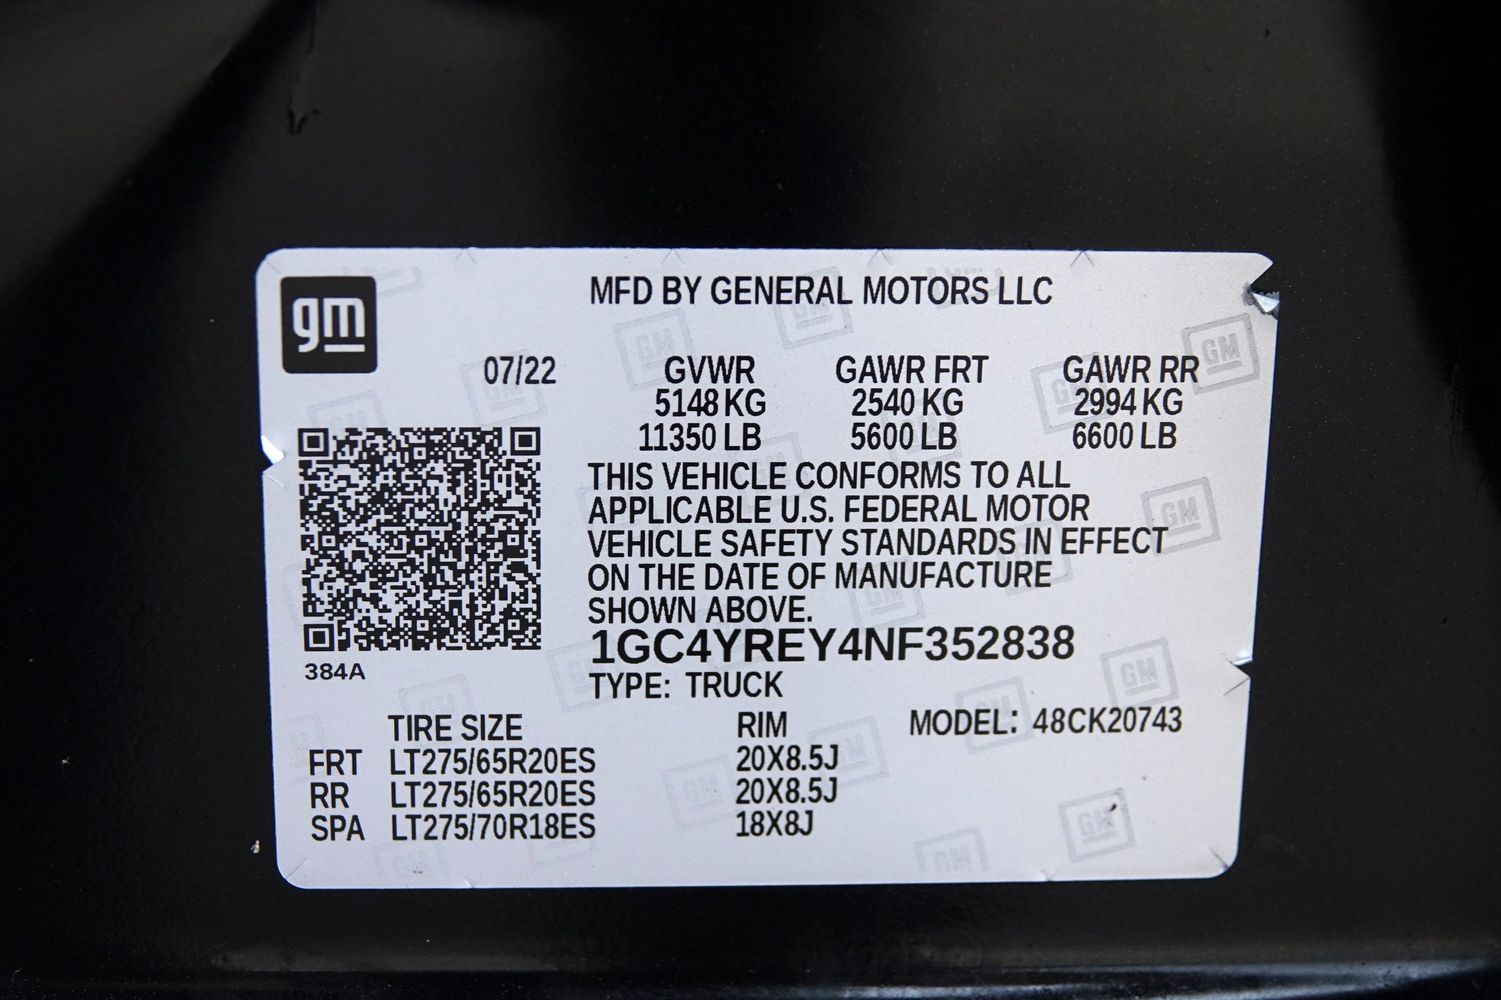 gm
MFD BY GENERAL MOTORS LLC
07/22 GVWR GAWR FRT GAWR RR
5148 KG 2540 KG 2994 KG
11350 LB 5600 LB 6600 LB
THIS VEHICLE CONFORMS TO ALL
APPLICABLE U.S. FEDERAL MOTOR
VEHICLE SAFETY STANDARDS IN EFFECT
ON THE DATE OF MANUFACTURE
SHOWN ABOVE.
1GC4YREY4NF352838
384A
TYPE: TRUCK
TIRE SIZE RIM MODEL: 48CK20743
FRT LT275/65R20ES 20X8.5J
RR LT275/65R20ES 20X8.5J
SPA LT275/70R18ES 18X8J